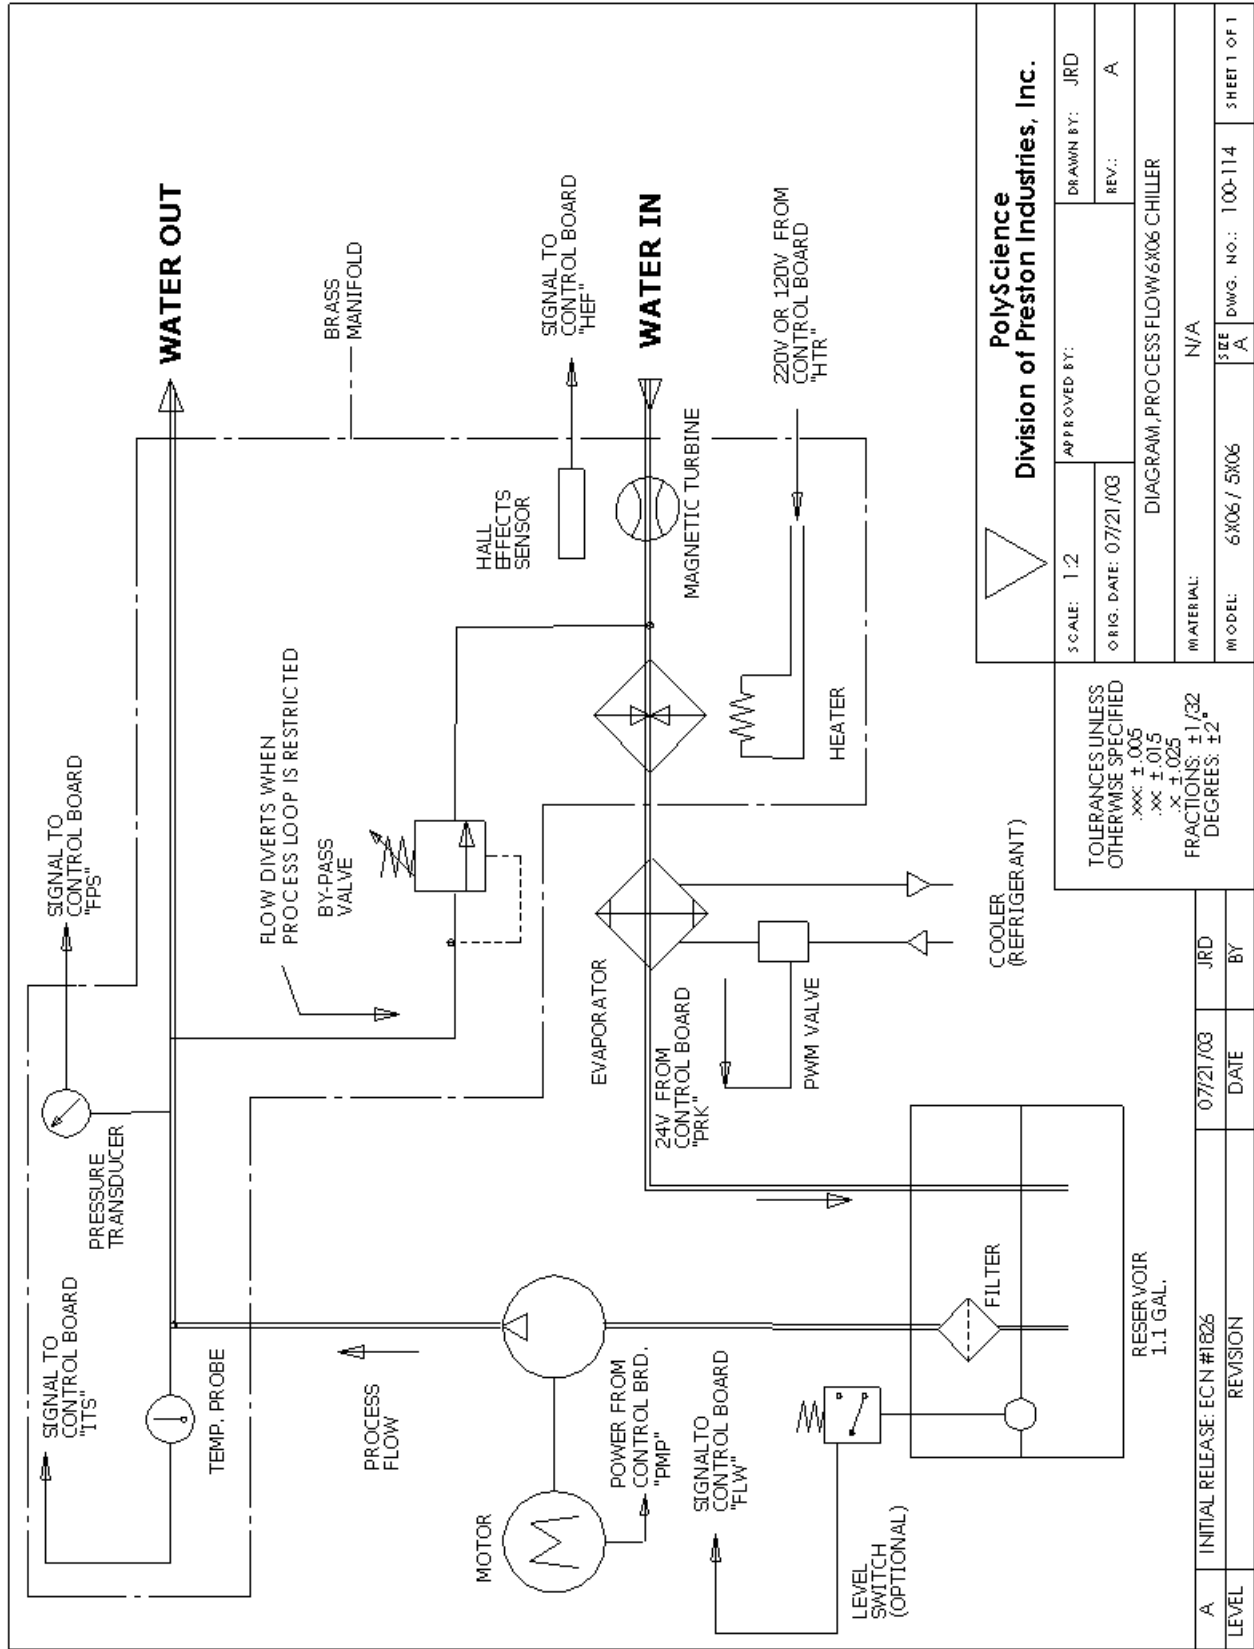 SIGNAL TO
CONTROL BOARD
"ITS"
TEMP. PROBE
SIGNAL TO
CONTROL BOARD
"FPS"
PRESSURE
TRANSDUCER
WATER OUT
BRASS
MANIFOLD
FLOW DIVERTS WHEN
PROCESS LOOP IS RESTRICTED
BY-PASS
VALVE
PROCESS
FLOW
HALL
EFFECTS
SENSOR
SIGNAL TO
CONTROL BOARD
"HEF"
WATER IN
MAGNETIC TURBINE
MOTOR
POWER FROM
CONTROL BRD.
"PMP"
EVAPORATOR
24V FROM
CONTROL BOARD
"PRK"
PWM VALVE
HEATER
220V OR 120V FROM
CONTROL BOARD
"HTR"
SIGNAL TO
CONTROL BOARD
"FLW"
LEVEL
SWITCH
(OPTIONAL)
FILTER
RESERVOIR
1.1 GAL.
COOLER
(REFRIGERANT)
TOLERANCES UNLESS
OTHERWISE SPECIFIED
.xxx: ±.005
.xx: ±.015
.x: ±.025
FRACTIONS: ±1/32
DEGREES: ±2°
PolyScience
Division of Preston Industries, Inc.
SCALE: 1:2
APPROVED BY:
DRAWN BY: JRD
ORIG. DATE: 07/21/03
REV.: A
DIAGRAM,PROCESS FLOW 6X06 CHILLER
MATERIAL: N/A
MODEL: 6X06 / 5X06
SIZE A
DWG. NO.: 100-114
SHEET 1 OF 1
A INITIAL RELEASE: ECN #1826 07/21/03 JRD
LEVEL REVISION DATE BY